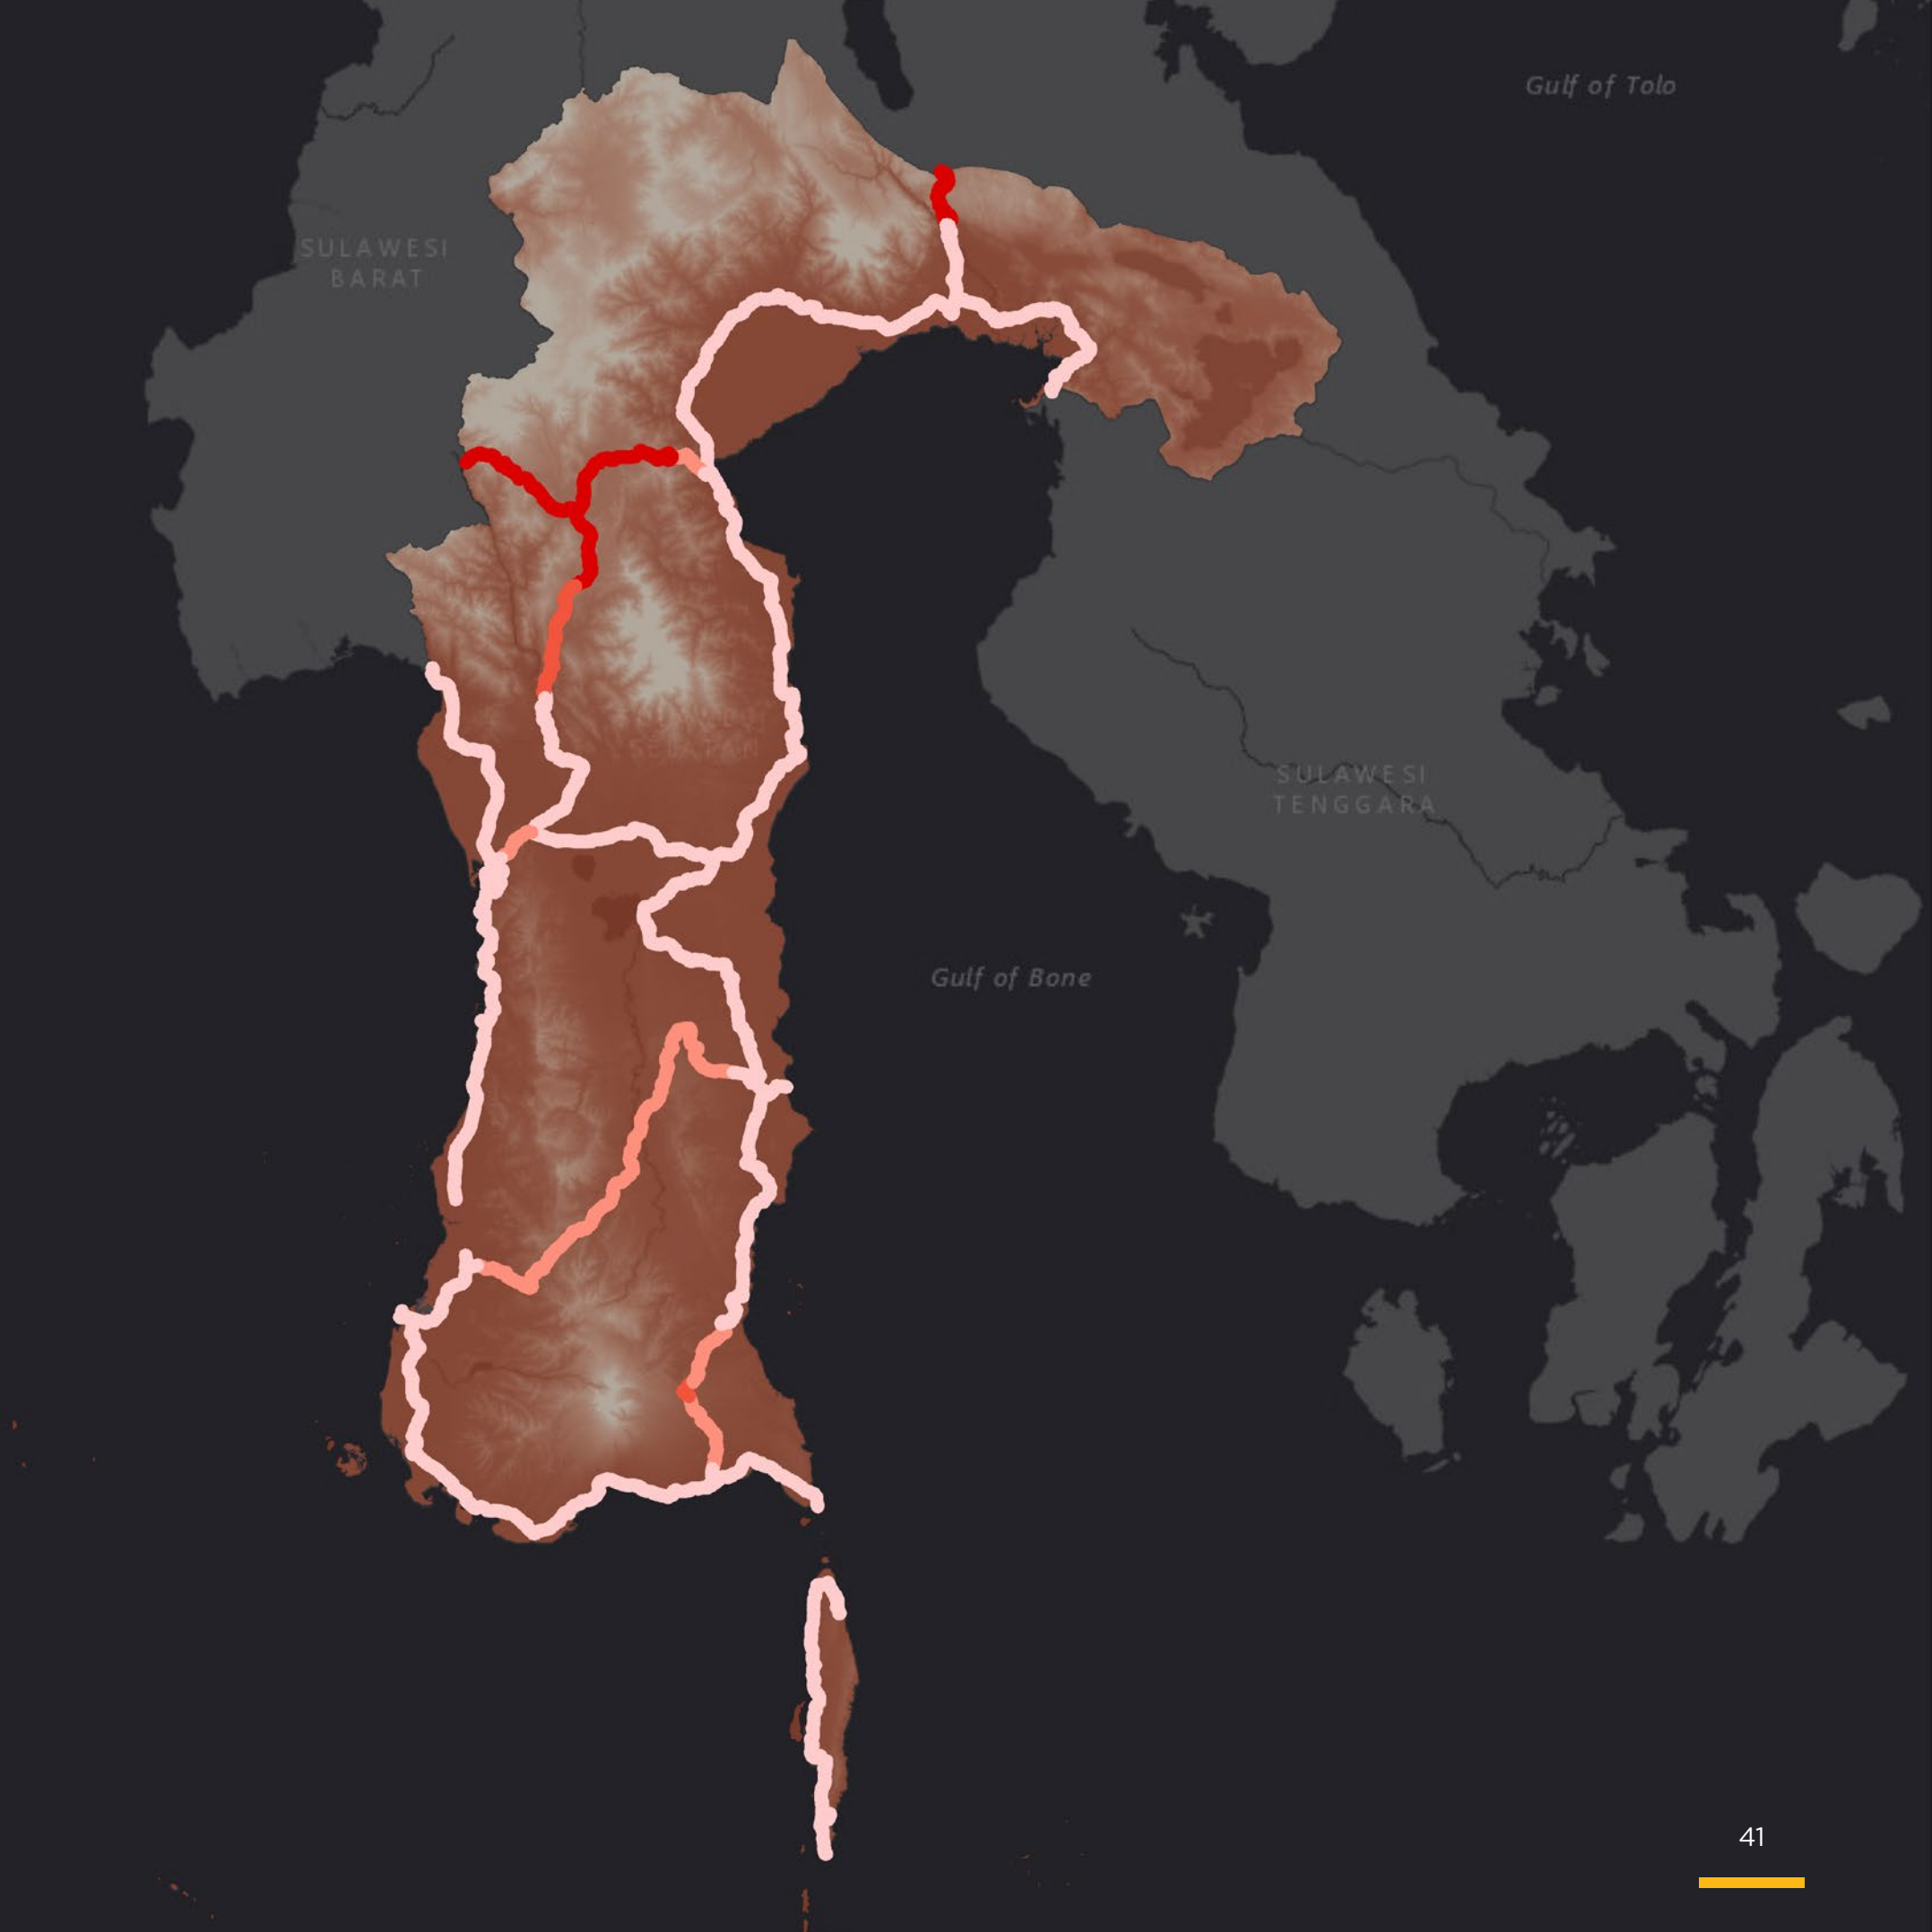 Gulf of Tolo
SULAWESI
BARAT
SULAWESI
TENGGARA
Gulf of Bone
41